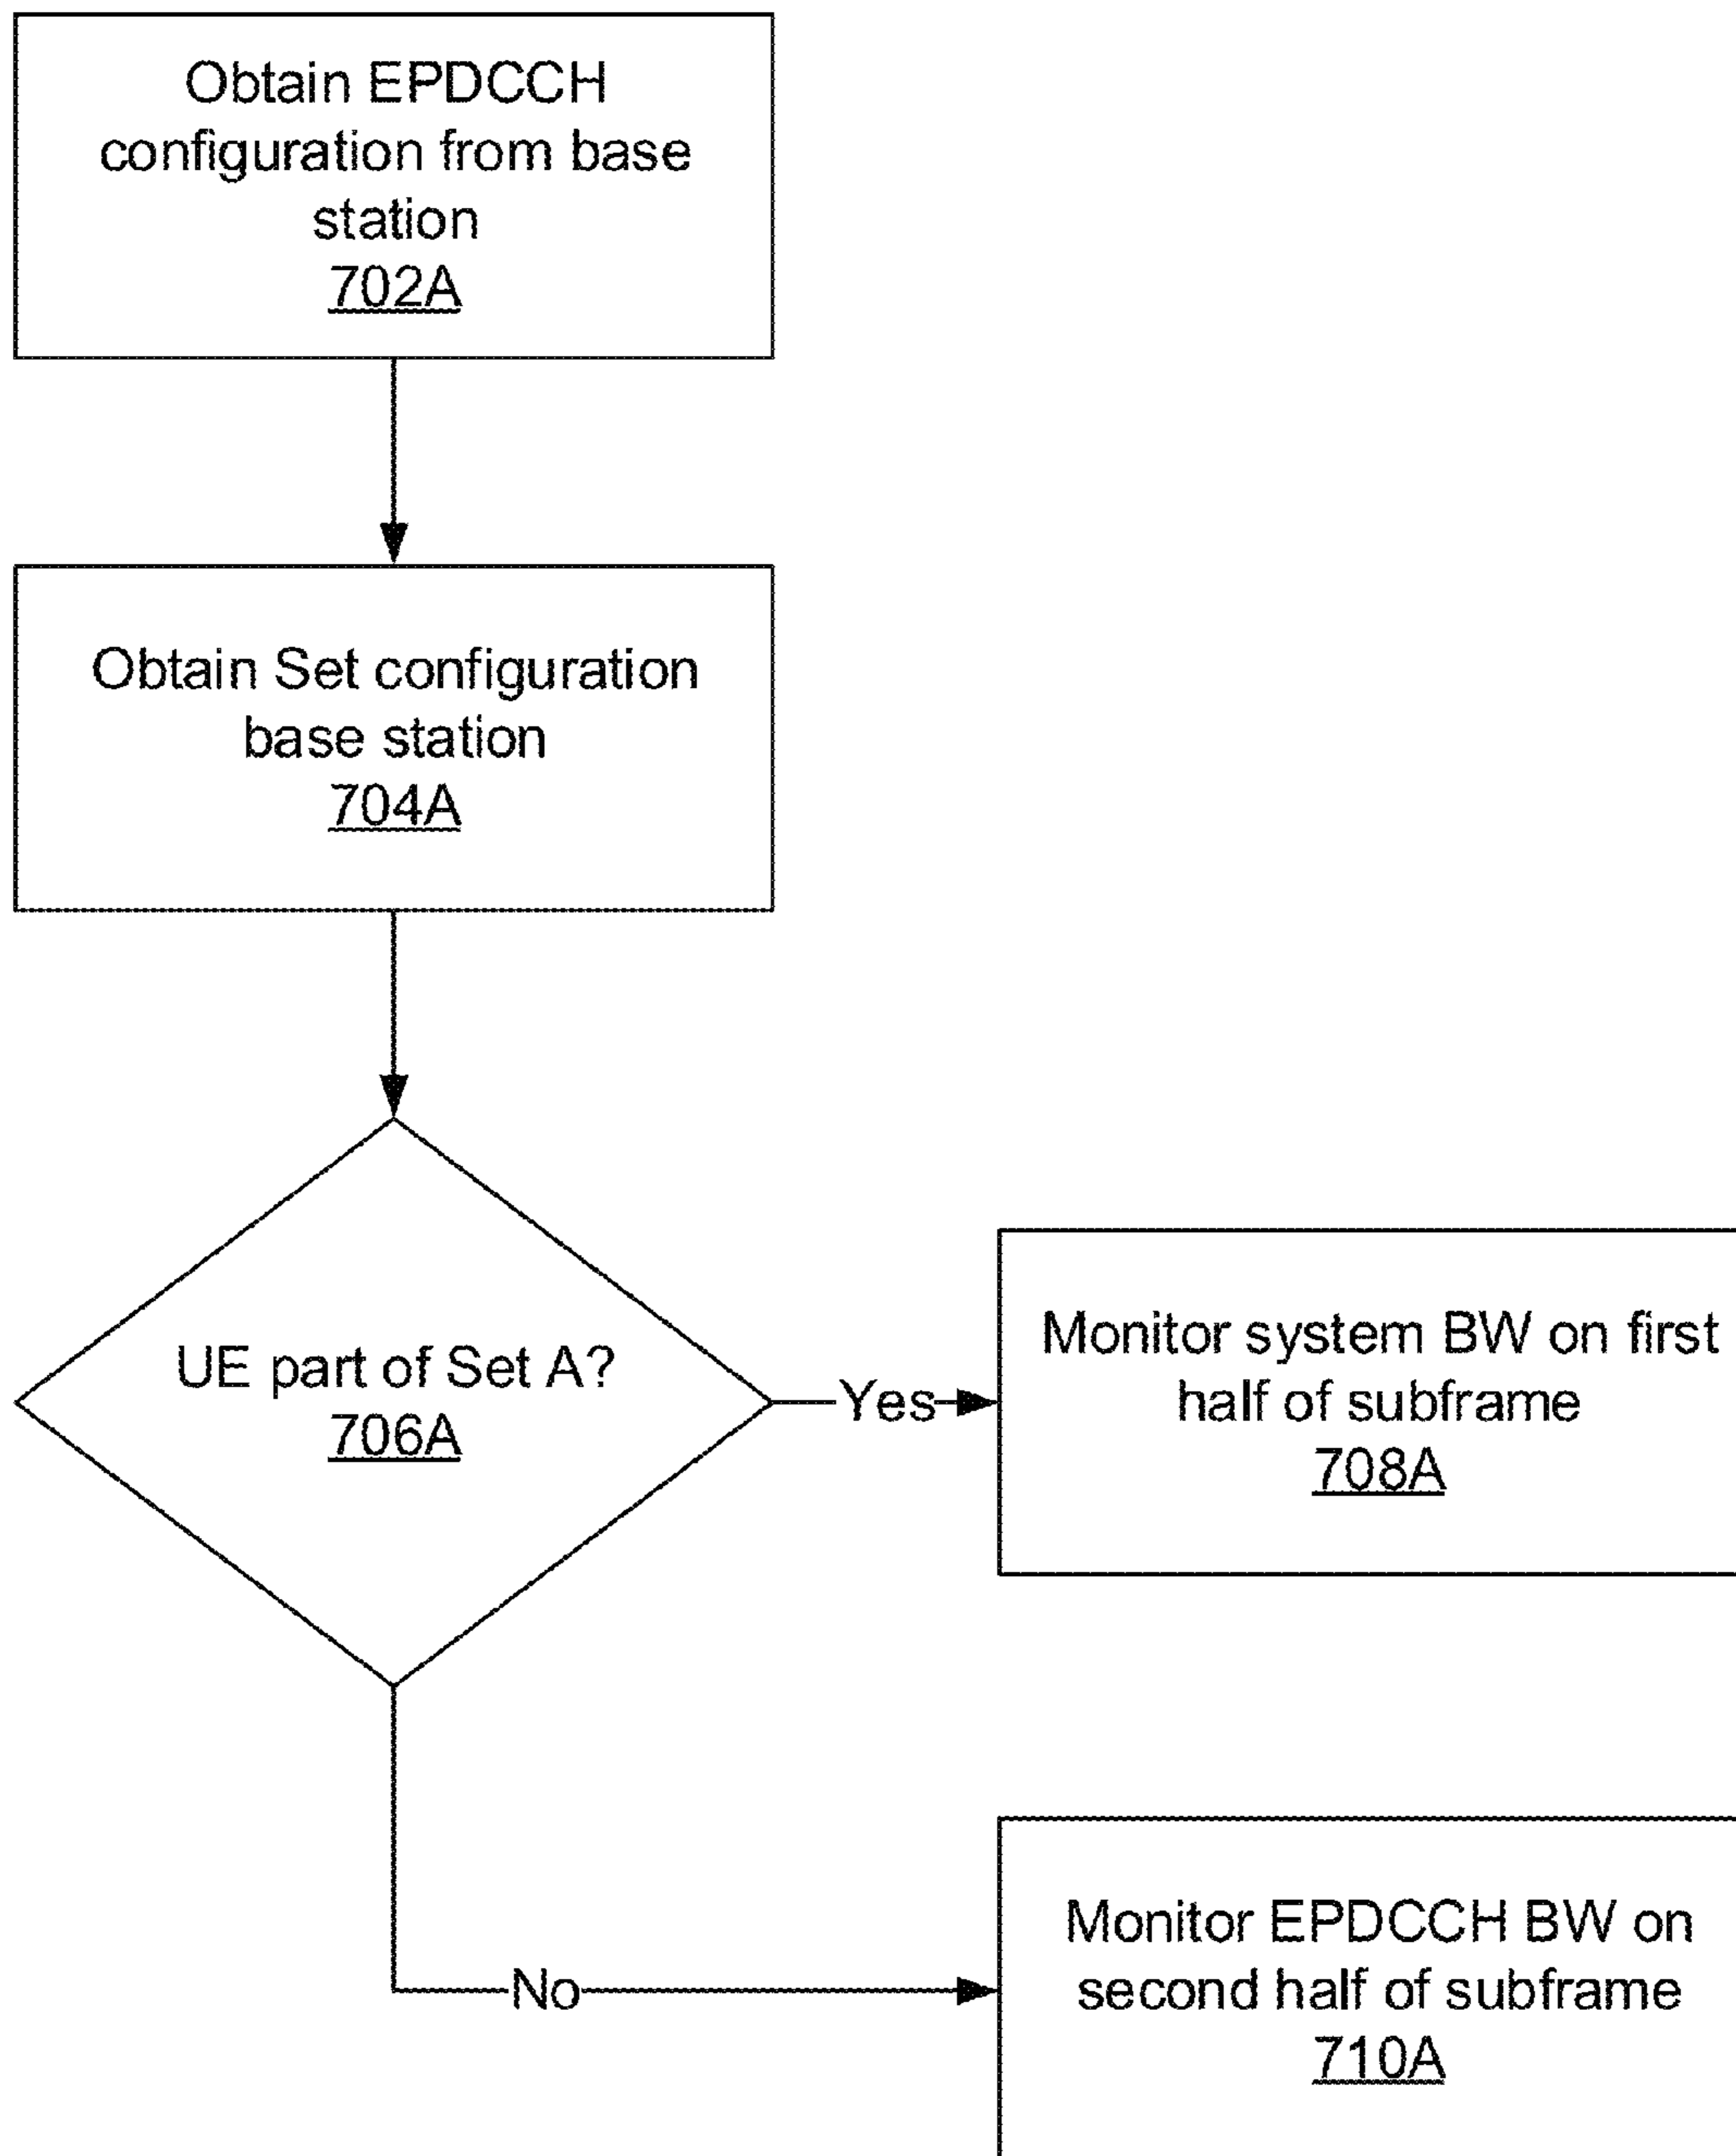 Obtain EPDCCH
configuration from base
station
702A
Obtain Set configuration
base station
704A
UE part of Set A?
706A
Yes
Monitor system BW on first
half of subframe
708A
No
Monitor EPDCCH BW on
second half of subframe
710A